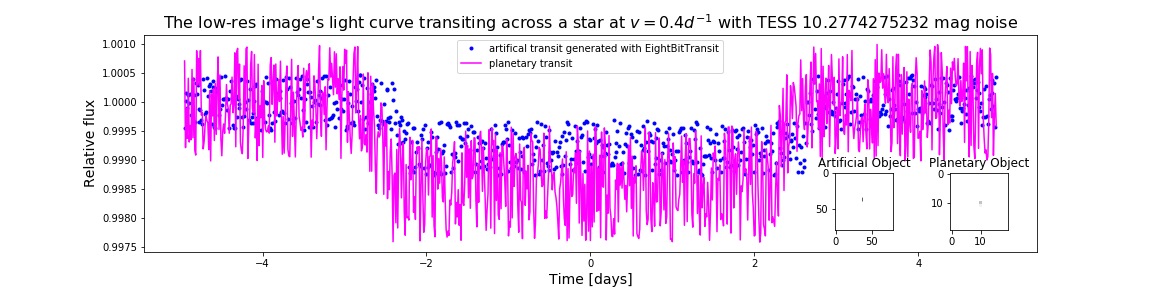 The low-res image's light curve transiting across a star at v = 0.4d⁻¹ with TESS 10.2774275232 mag noise
artifical transit generated with EightBitTransit
planetary transit
Relative flux
1.0010
1.0005
1.0000
0.9995
0.9990
0.9985
0.9980
0.9975
Artificial Object
0
50
0 50
Planetary Object
0
10
0 10
−4 −2 0 2 4
Time [days]